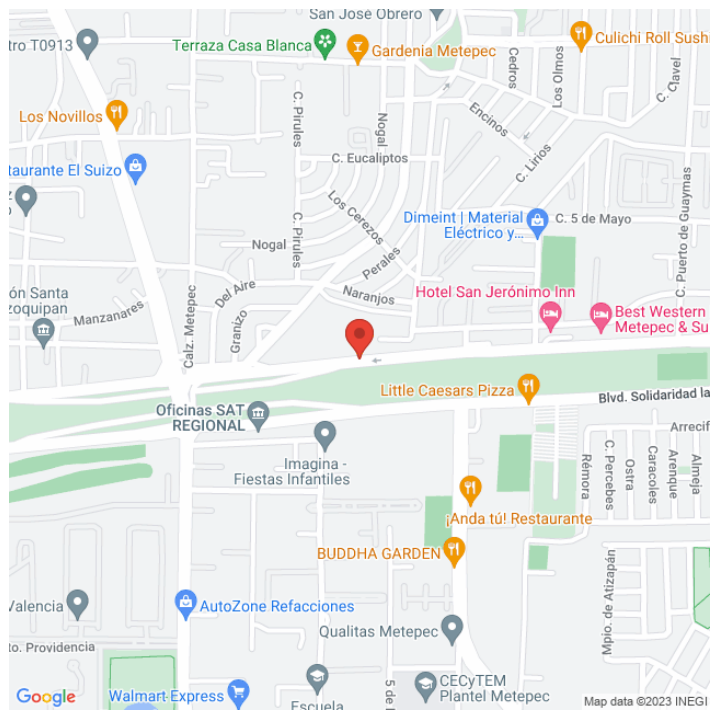 San José Obrero
tro T0913
Terraza Casa Blanca
Gardenia Metepec
Culichi Roll Sushi
Cedros
Los Olmos
C. Clavel
Los Novillos
C. Pirules
Nogal
Encinos
C. Eucaliptos
C. Lirios
taurante El Suizo
Los Cerezos
C. Pirules
Dimeint | Material
Eléctrico y...
C. 5 de Mayo
C. Puerto de Guaymas
Nogal
Perales
Del Aire
Naranjos
Hotel San Jerónimo Inn
ón Santa
zoquipan
Manzanares
Calz. Metepec
Granizo
Best Western
Metepec & Su
Little Caesars Pizza
Blvd. Solidaridad la
Oficinas SAT
REGIONAL
Arrecif
Imagina -
Fiestas Infantiles
Rémora
C. Percebes
Ostra
Caracoles
Arenque
Almeja
¡Anda tú! Restaurante
BUDDHA GARDEN
Valencia
AutoZone Refacciones
Mpio. de Atizapán
Qualitas Metepec
to. Providencia
CECyTEM
Plantel Metepec
Walmart Express
Escuela
5 de
Google
Map data ©2023 INEGI